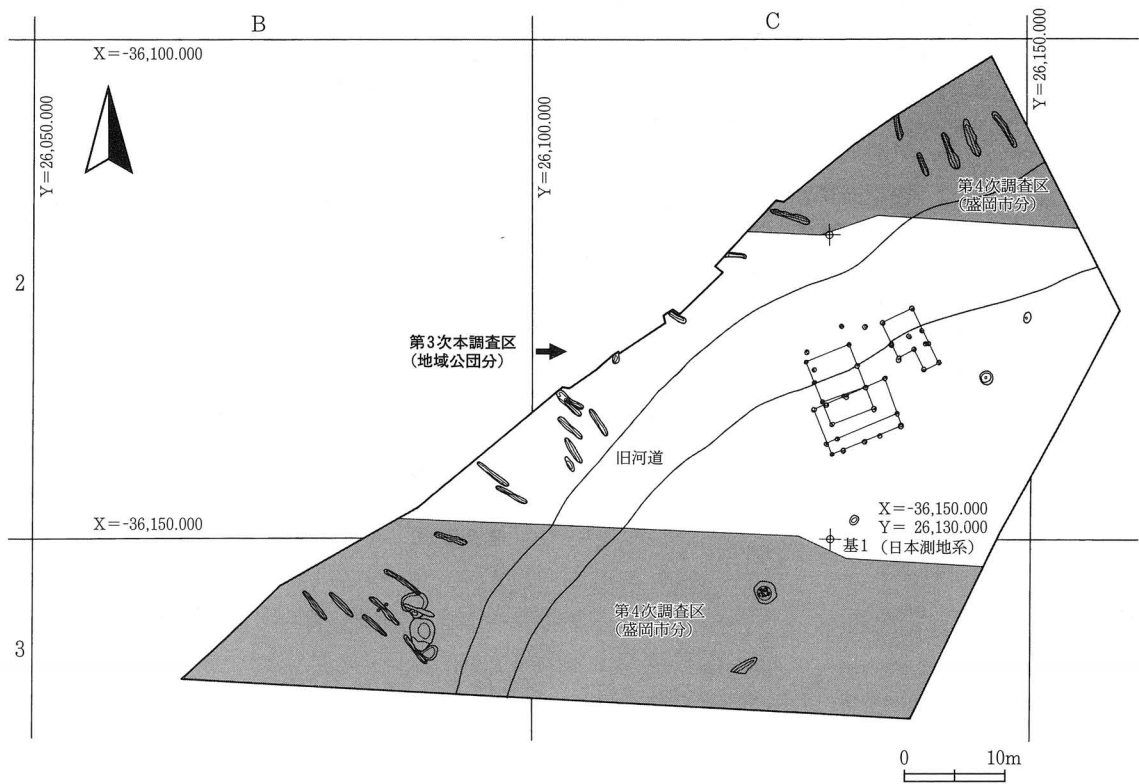 B
C
X=-36,100.000
Y=26,050.000
Y=26,100.000
Y=26,150.000
第4次調査区
(盛岡市分)
2
第3次本調査区
(地域公団分)
旧河道
X=-36,150.000
X=-36,150.000
Y= 26,130.000
基1 (日本測地系)
第4次調査区
(盛岡市分)
3
0 10m